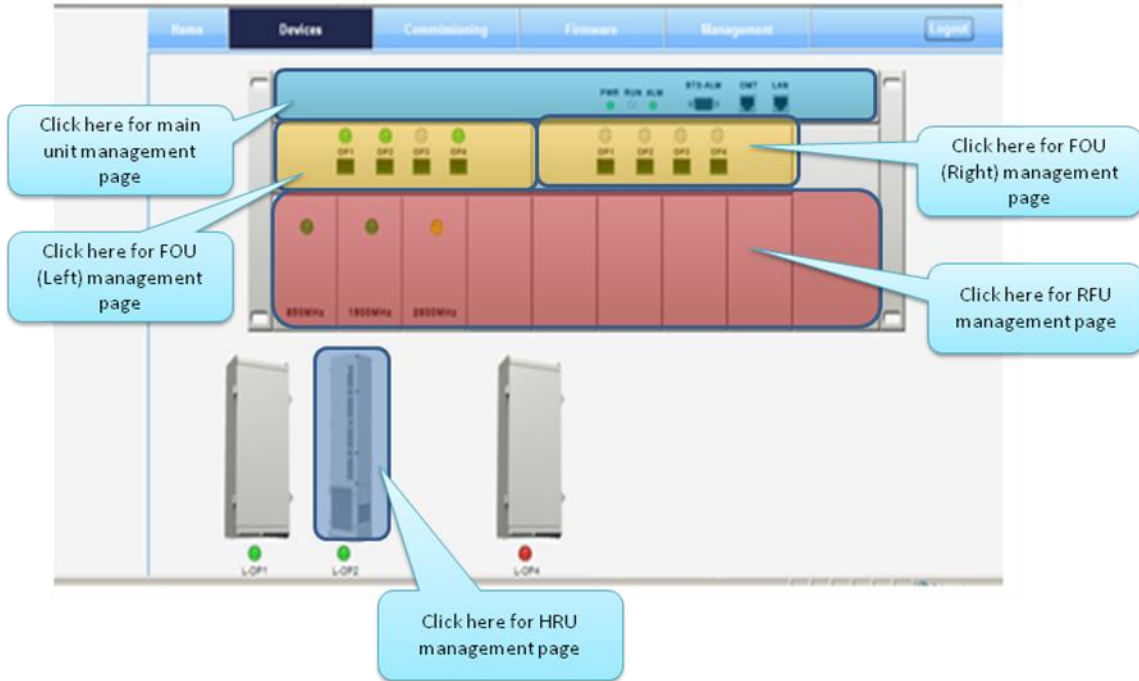 Home Devices Commissioning Firmware Management Logout
PWR RUN ALM BTS-ALM OMT LAN
Click here for main
unit management
page
OP1 OP2 OP3 OP4
OP1 OP2 OP3 OP4
Click here for FOU
(Right) management
page
Click here for FOU
(Left) management
page
850MHz 1800MHz 2600MHz
Click here for RFU
management page
L-OP1 L-OP2 L-OP4
Click here for HRU
management page